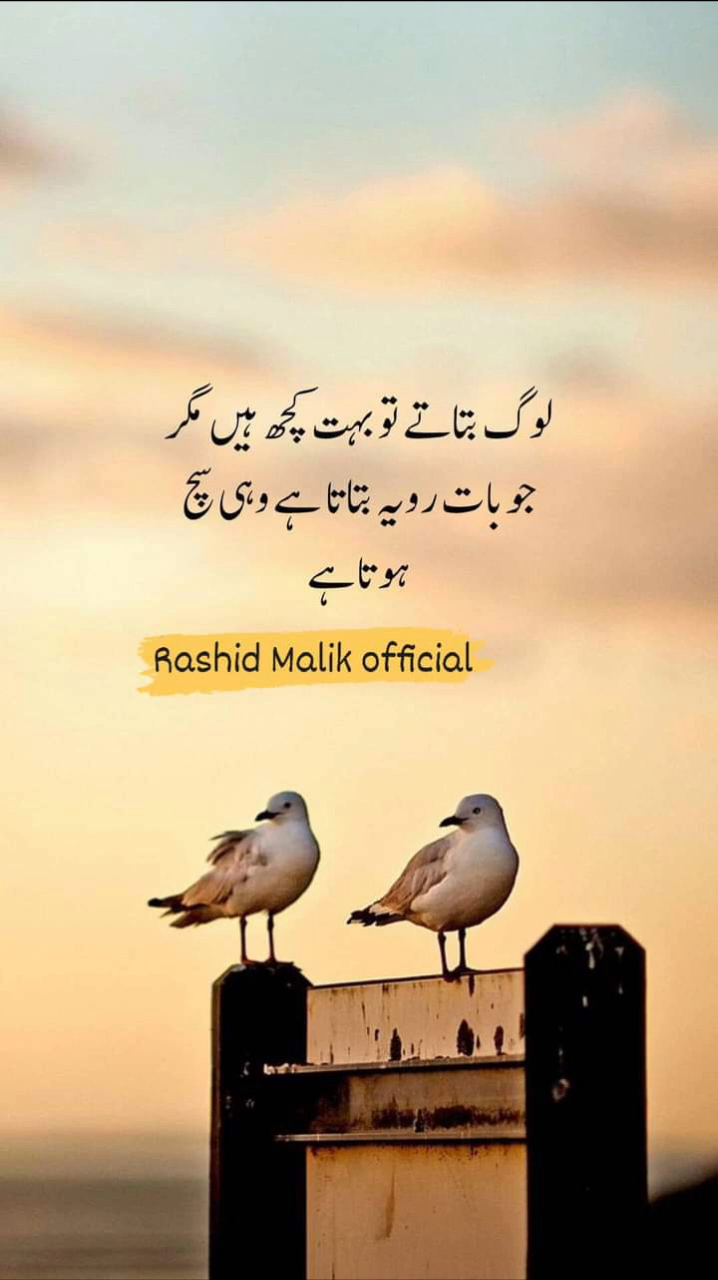 لوگ بتاتے تو بہت کچھ ہیں مگر
جو بات رویہ بتاتا ہے وہی سچ
ہوتا ہے
Rashid Malik official